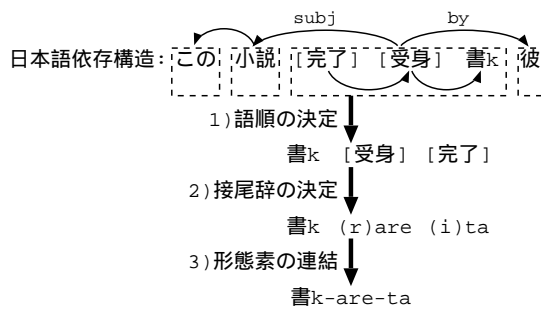 subj by
日本語依存構造: この 小説 [完了] [受身] 書k 彼
1)語順の決定
書k [受身] [完了]
2)接尾辞の決定
書k (r)are (i)ta
3)形態素の連結
書k-are-ta